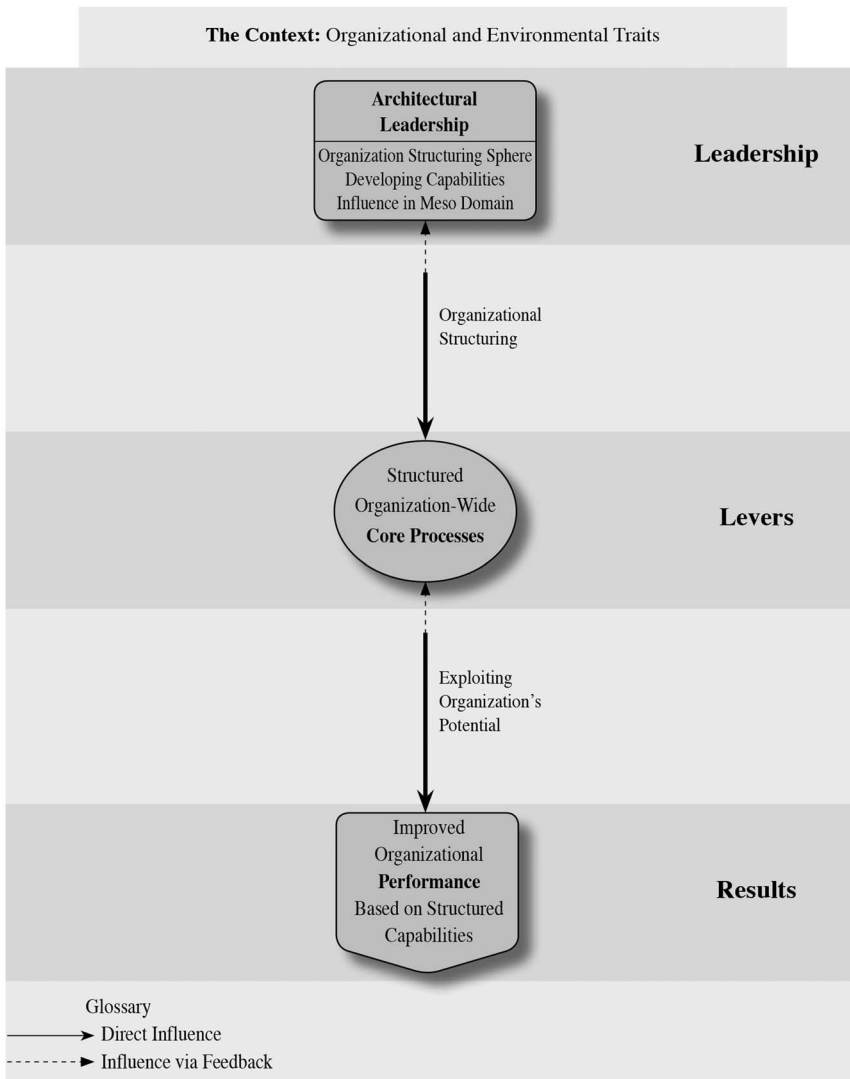 The Context: Organizational and Environmental Traits
Architectural
Leadership
Organization Structuring Sphere
Developing Capabilities
Influence in Meso Domain
Leadership
Organizational
Structuring
Structured
Organization-Wide
Core Processes
Levers
Exploiting
Organization’s
Potential
Improved
Organizational
Performance
Based on Structured
Capabilities
Results
Glossary
Direct Influence
Influence via Feedback